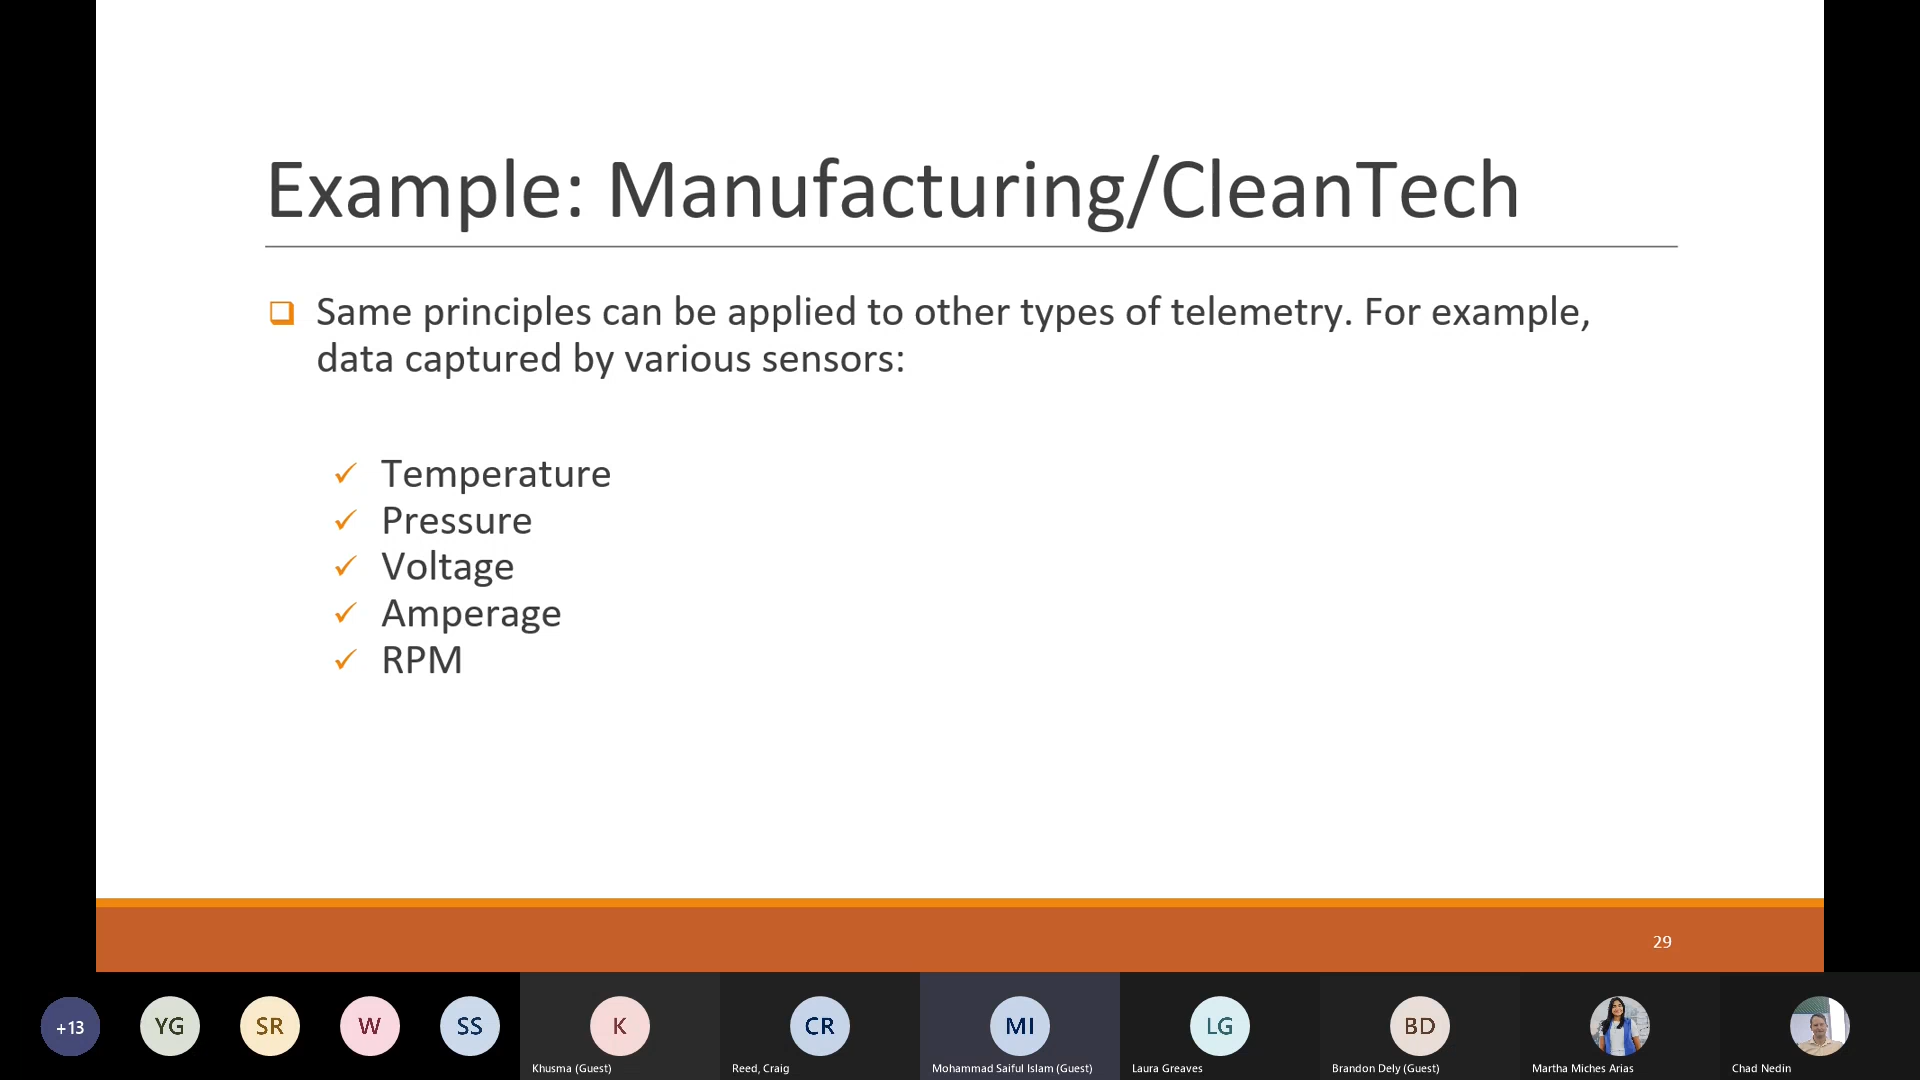 Example: Manufacturing/CleanTech
Same principles can be applied to other types of telemetry. For example,
data captured by various sensors:
Temperature
Pressure
Voltage
Amperage
RPM
29
+13
YG
SR
W
SS
K
CR
MI
LG
BD
Khusma (Guest)
Reed, Craig
Mohammad Saiful Islam (Guest)
Laura Greaves
Brandon Dely (Guest)
Martha Miches Arias
Chad Nedin